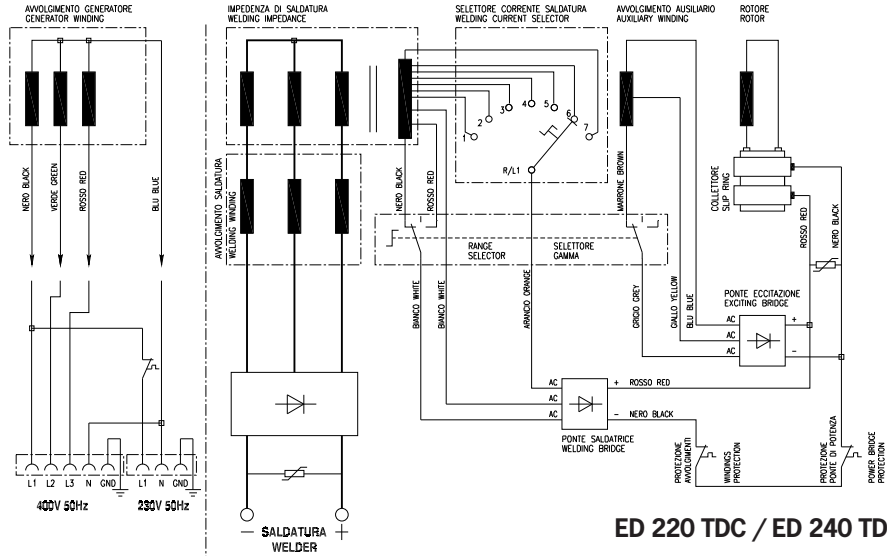 AVVOLGIMENTO GENERATORE
GENERATOR WINDING
IMPEDENZA DI SALDATURA
WELDING IMPEDANCE
SELETTORE CORRENTE SALDATURA
WELDING CURRENT SELECTOR
AVVOLGIMENTO AUSILIARIO
AUXILIARY WINDING
ROTORE
ROTOR
1
2
3
4
5
6
7
R/L1
NERO BLACK
VERDE GREEN
ROSSO RED
BLU BLUE
AVVOLGIMENTO SALDATURA
WELDING WINDING
NERO BLACK
ROSSO RED
MARRONE BROWN
COLLETTORE
SLIP RING
ROSSO RED
NERO BLACK
RANGE
SELECTOR
SELETTORE
GAMMA
BIANCO WHITE
BIANCO WHITE
ARANCIO ORANGE
GRIGIO GREY
GIALLO YELLOW
BLU BLUE
PONTE ECCITAZIONE
EXCITING BRIDGE
AC
AC
AC
+
−
AC
AC
AC
+ ROSSO RED
− NERO BLACK
PONTE SALDATRICE
WELDING BRIDGE
PROTEZIONE
AVVOLGIMENTI
WINDINGS
PROTECTION
PROTEZIONE
PONTE DI POTENZA
POWER BRIDGE
PROTECTION
L1 L2 L3 N GND
L1 N GND
400V 50Hz
230V 50Hz
− SALDATURA +
WELDER
ED 220 TDC / ED 240 TD